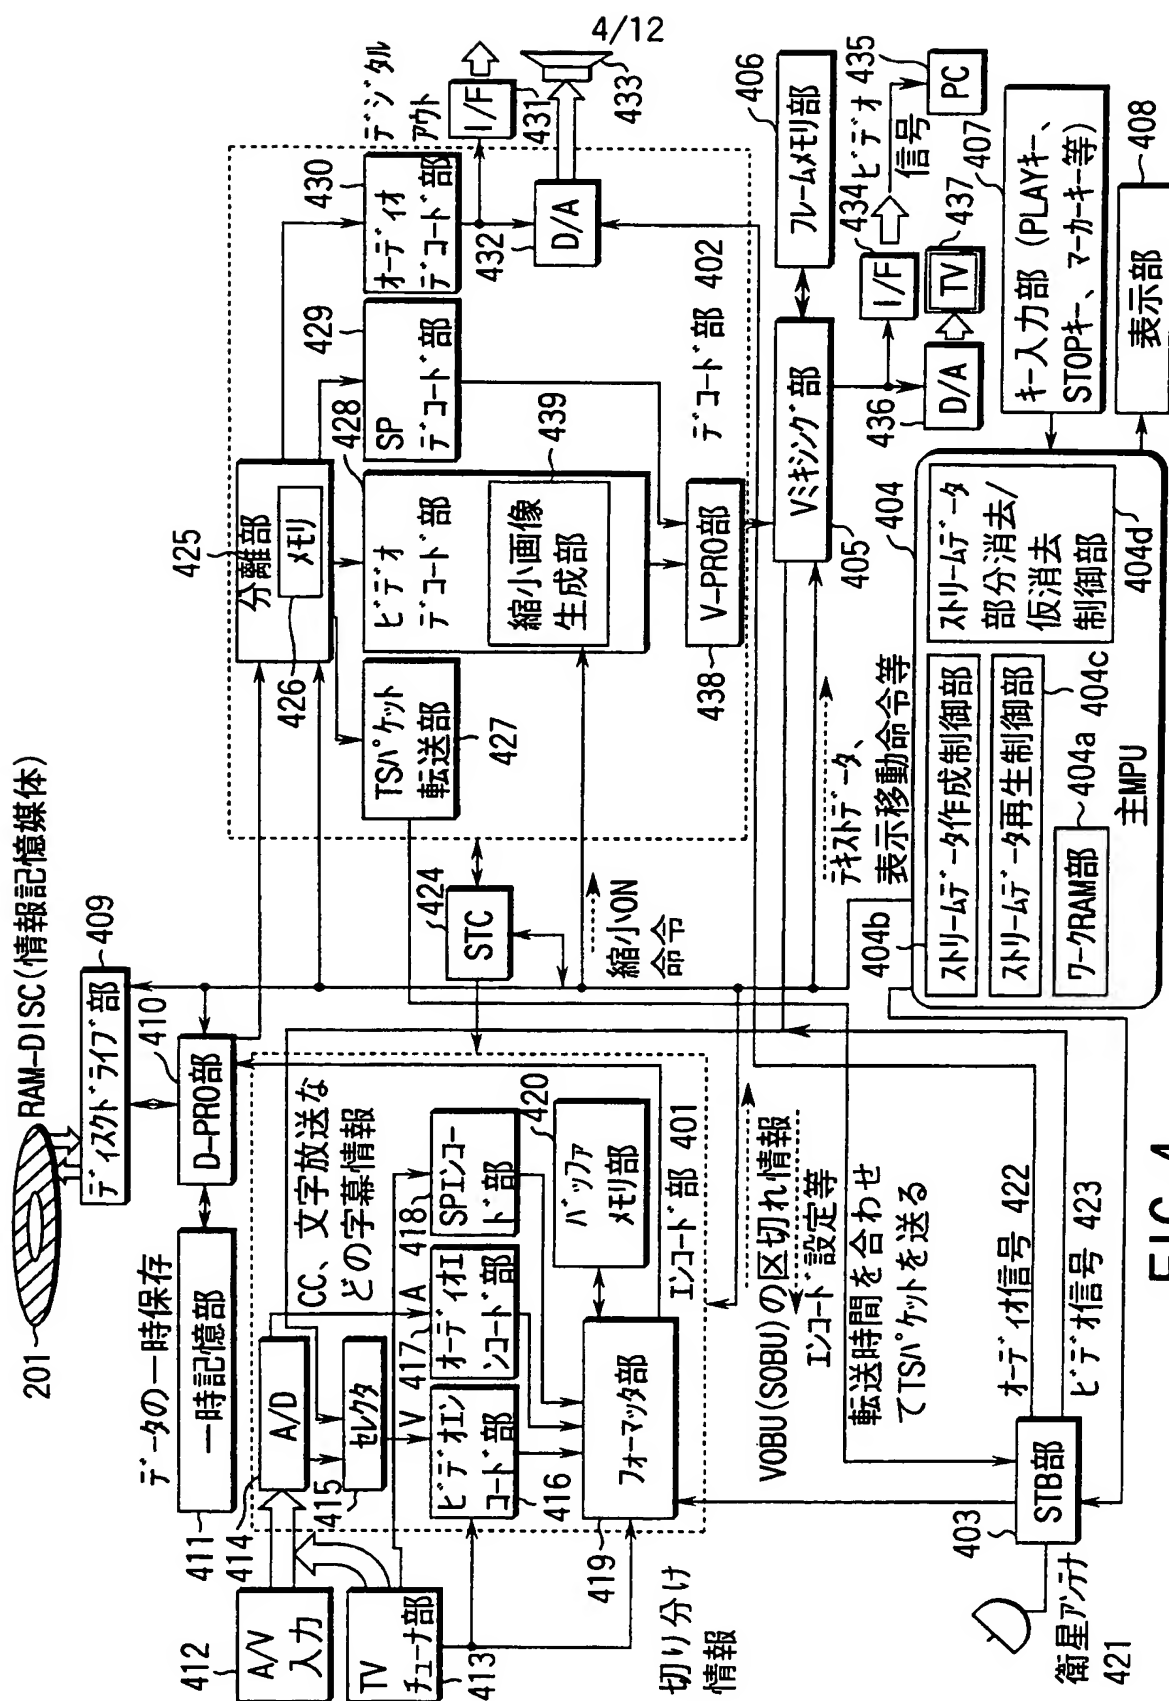 4/12
RAM-DISC(情報記憶媒体)
201
ディスクドライブ部
409
データの一時保存
一時記憶部
411
D-PRO部
410
A/V
入力
412
TV
チューナ部
413
A/D
414
セレクタ
415
CC、文字放送な
どの字幕情報
V
A
ビデオエン
コード部
416
オーディオエ
ンコード部
417
SPエンコー
ド部
418
フォーマッタ部
419
バッファ
メモリ部
420
エンコード部 401
切り分け
情報
STC
424
縮小ON
命令
分離部
425
メモリ
426
TSパケット
転送部
427
ビデオ
デコード部
428
縮小画像
生成部
439
SP
デコード部
429
オーディオ
デコード部
430
V-PRO部
438
デコード部 402
デジタル
アウト
I/F
431
D/A
432
433
Vミキシング部
405
フレームメモリ部
406
I/F
434
ビデオ
信号
PC
435
D/A
436
TV
437
キー入力部 (PLAYキー、
STOPキー、マーカーキー等)
407
表示部
408
テキストデータ、
表示移動命令等
404
ストリームデータ作成制御部
404b
ストリームデータ再生制御部
404c
ワークRAM部
404a
ストリームデータ
部分消去/
仮消去
制御部
404d
主MPU
VOBU(SOBU)の区切れ情報
エンコード設定等
転送時間を合わせ
てTSパケットを送る
オーディオ信号 422
ビデオ信号 423
STB部
403
衛星アンテナ
421
FIG. 4